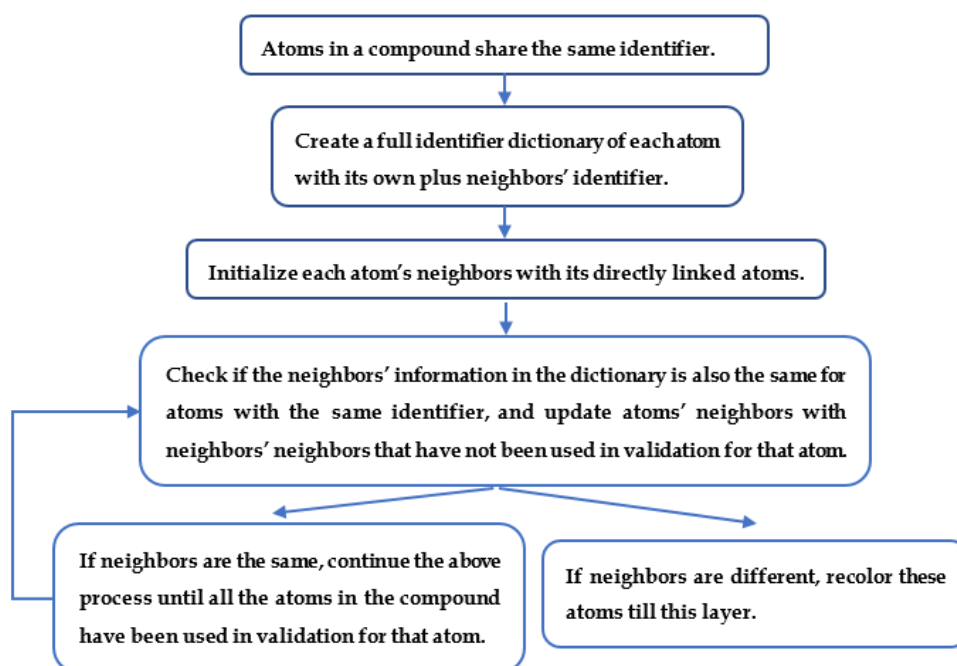 Atoms in a compound share the same identifier.
Create a full identifier dictionary of eachatom
with its own plus neighbors' identifier.
Initialize each atom's neighbors with its directly linked atoms.
Check if the neighbors' information in the dictionary is also the same for
atoms with the same identifier, and update atoms' neighbors with
neighbors' neighbors that have not been used in validation for that atom.
If neighbors are the same, continue the above
process until all the atoms in the compound
have been used in validation for that atom.
If neighbors are different, recolor these
atoms till this layer.